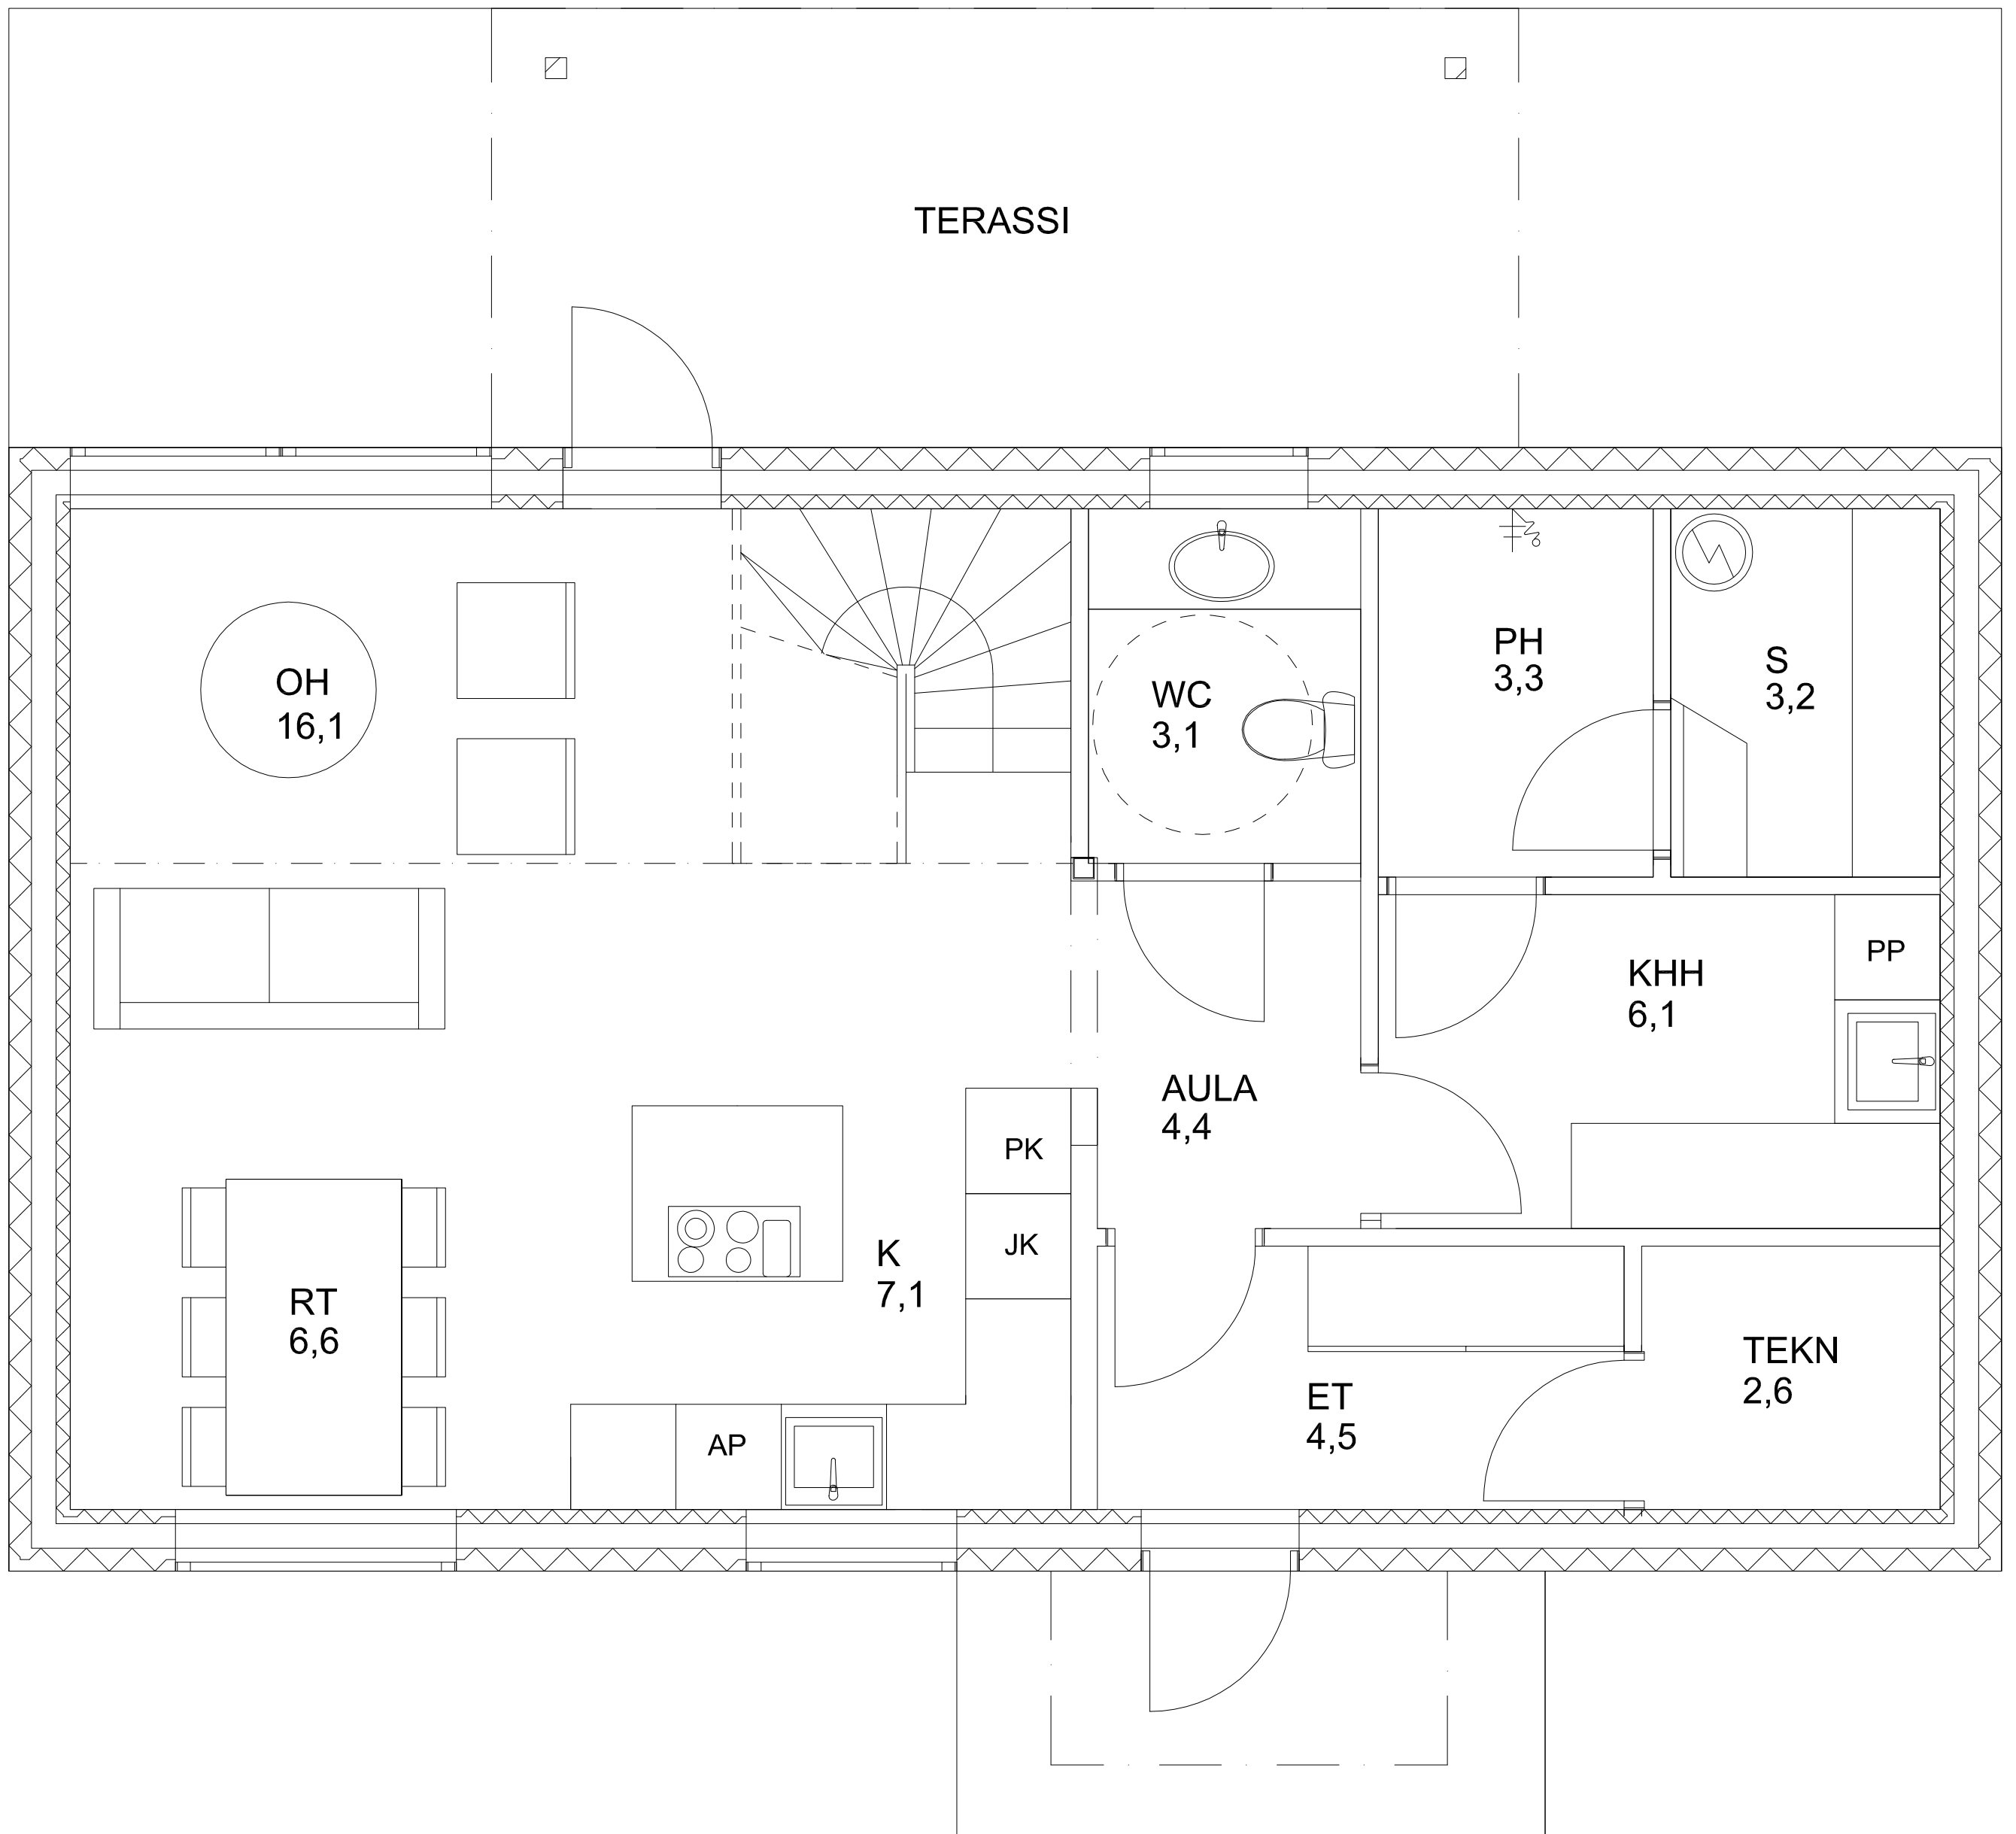 TERASSI
OH
16,1
WC
3,1
PH
3,3
S
3,2
KHH
6,1
PP
AULA
4,4
PK
JK
K
7,1
RT
6,6
AP
ET
4,5
TEKN
2,6